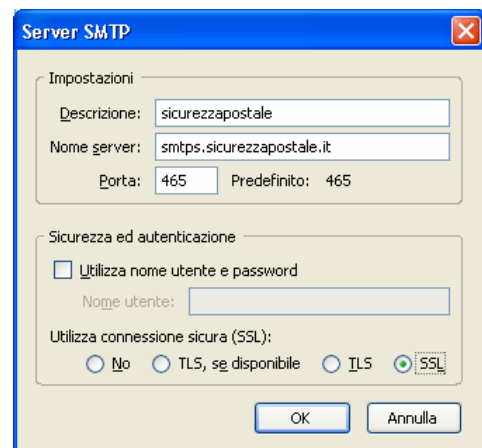 Server SMTP
Impostazioni
Descrizione: sicurezzapostale
Nome server: smtps.sicurezzapostale.it
Porta: 465 Predefinito: 465
Sicurezza ed autenticazione
Utilizza nome utente e password
Nome utente:
Utilizza connessione sicura (SSL):
No TLS, se disponibile TLS SSL
OK Annulla